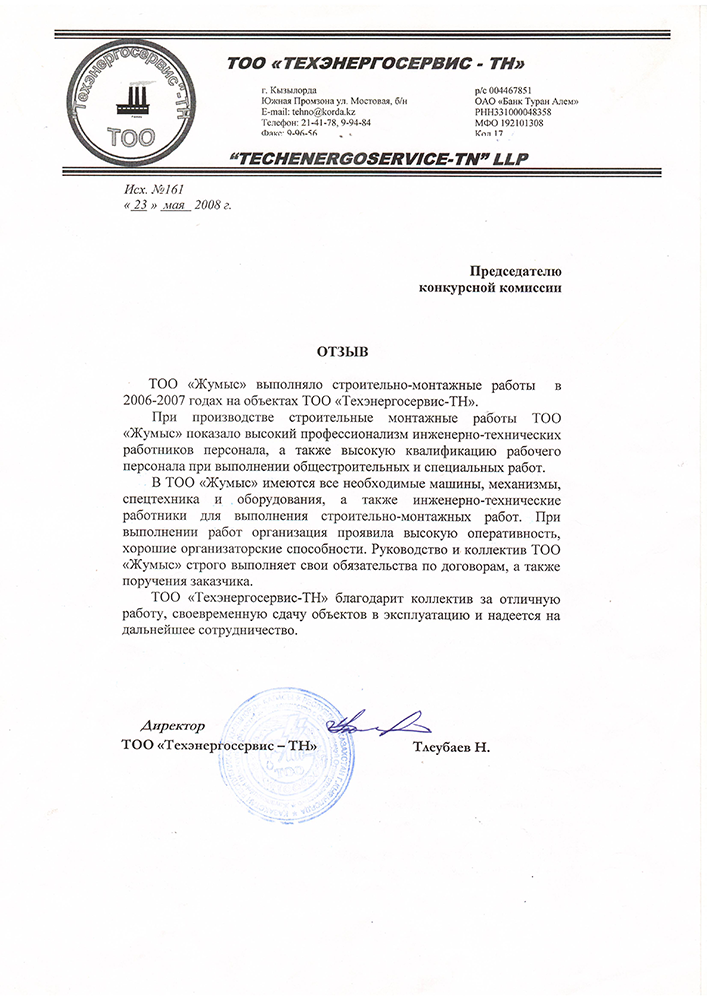 "Техэнергосервис"-ТН
ТОО
ТОО «ТЕХЭНЕРГОСЕРВИС - ТН»
г. Кызылорда
Южная Промзона ул. Мостовая, б/н
E-mail: tehno@korda.kz
Телефон: 21-41-78, 9-94-84
Факс: 9-96-56
р/с 004467851
ОАО «Банк Туран Алем»
РНН331000048358
МФО 192101308
Код 17
“TECHENERGOSERVICE-TN” LLP
Исх. №161
« 23 » мая 2008 г.
Председателю
конкурсной комиссии
ОТЗЫВ
ТОО «Жумыс» выполняло строительно-монтажные работы в
2006-2007 годах на объектах ТОО «Техэнергосервис-ТН».
При производстве строительные монтажные работы ТОО
«Жумыс» показало высокий профессионализм инженерно-технических
работников персонала, а также высокую квалификацию рабочего
персонала при выполнении общестроительных и специальных работ.
В ТОО «Жумыс» имеются все необходимые машины, механизмы,
спецтехника и оборудования, а также инженерно-технические
работники для выполнения строительно-монтажных работ. При
выполнении работ организация проявила высокую оперативность,
хорошие организаторские способности. Руководство и коллектив ТОО
«Жумыс» строго выполняет свои обязательства по договорам, а также
поручения заказчика.
ТОО «Техэнергосервис-ТН» благодарит коллектив за отличную
работу, своевременную сдачу объектов в эксплуатацию и надеется на
дальнейшее сотрудничество.
Директор
ТОО «Техэнергосервис – ТН»
Тлеубаев Н.